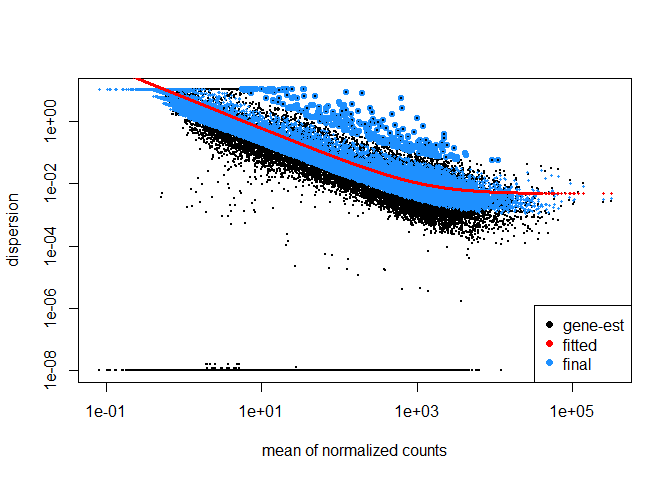 dispersion
1e+00
1e-02
1e-04
1e-06
1e-08
gene-est
fitted
final
1e-01
1e+01
1e+03
1e+05
mean of normalized counts